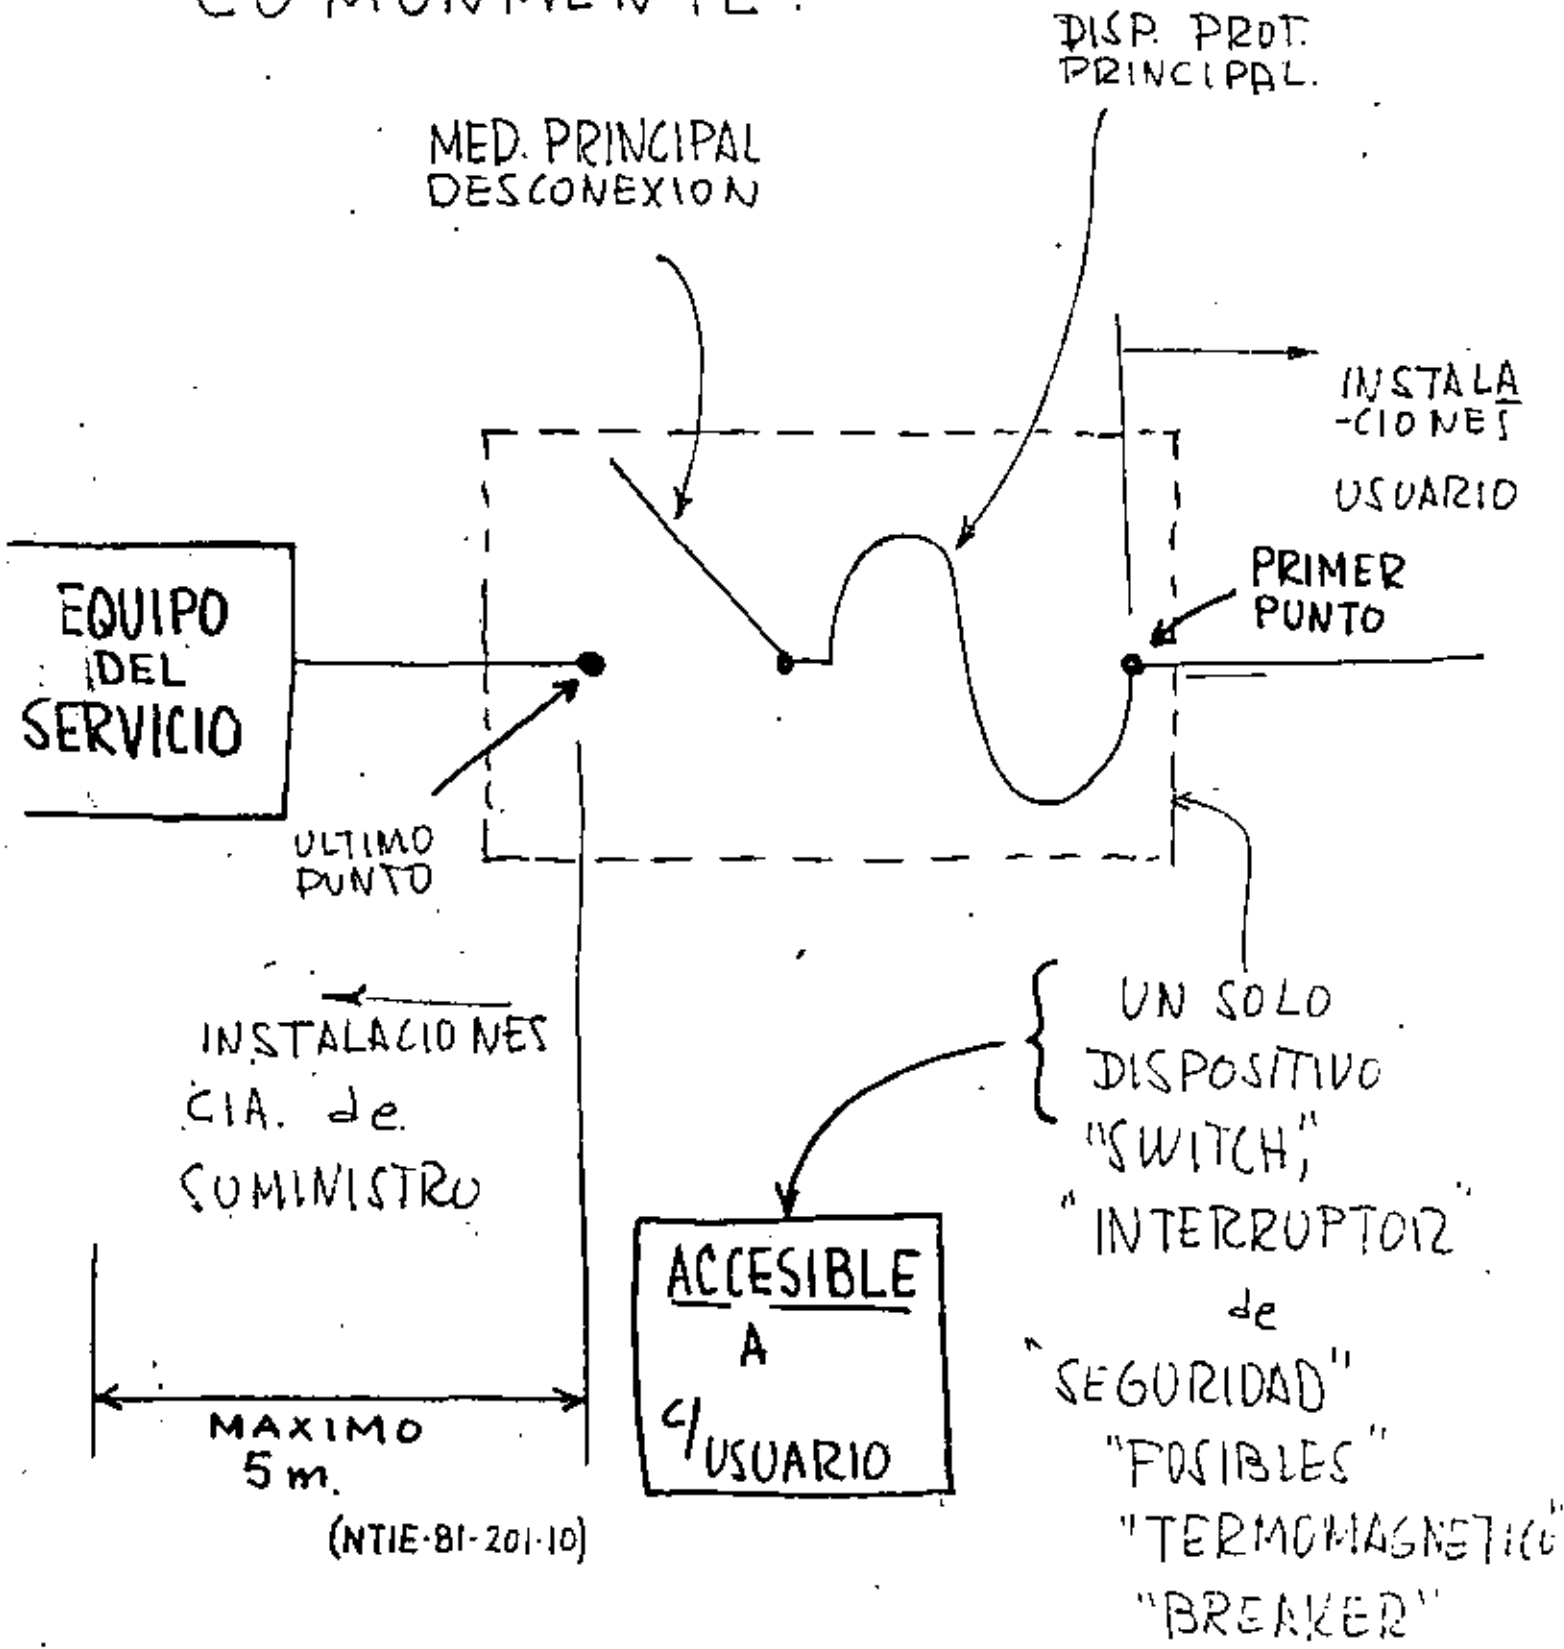 COMUNMENTE:
DISP. PROT.
PRINCIPAL.
MED. PRINCIPAL
DESCONEXION
INSTALA
-CIONES
USUARIO
PRIMER
PUNTO
EQUIPO
DEL
SERVICIO
ULTIMO
PUNTO
INSTALACIONES
CIA. de
SUMINISTRO
UN SOLO
DISPOSITIVO
"SWITCH",
"INTERRUPTOR"
de
"SEGURIDAD"
"FUSIBLES"
"TERMOMAGNETICO"
"BREAKER"
ACCESIBLE
A
c/USUARIO
MAXIMO
5 m.
(NTIE-81-201-10)